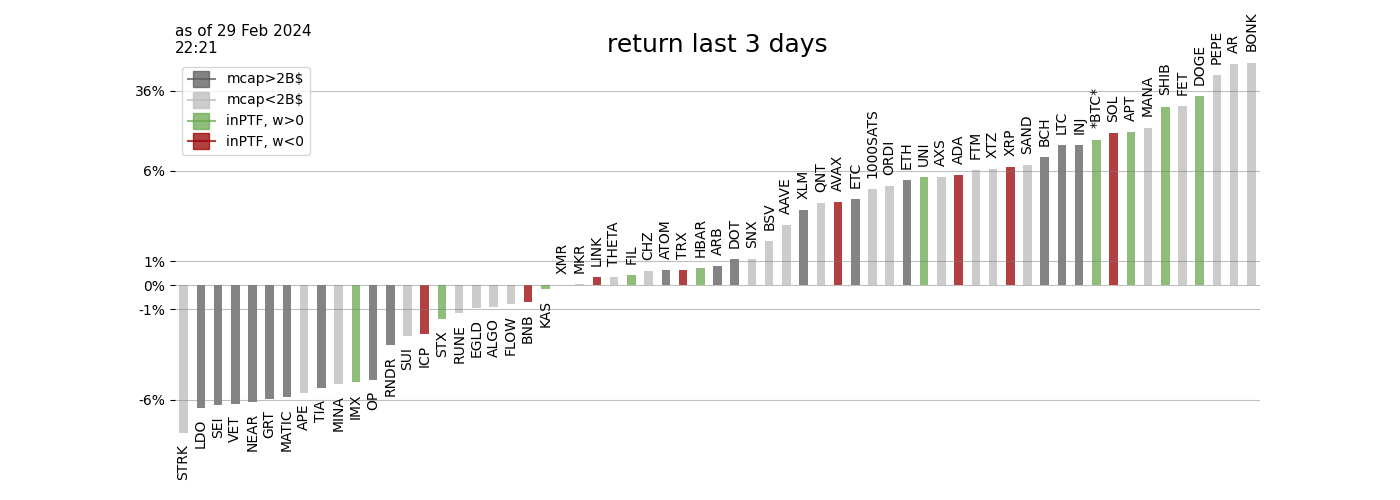 as of 29 Feb 2024
22:21
return last 3 days
mcap>2B$
mcap<2B$
inPTF, w>0
inPTF, w<0
36%
6%
1%
0%
-1%
-6%
STRK
LDO
SEI
VET
NEAR
GRT
MATIC
APE
TIA
MINA
IMX
OP
RNDR
SUI
ICP
STX
RUNE
EGLD
ALGO
FLOW
BNB
KAS
XMR
MKR
LINK
THETA
FIL
CHZ
ATOM
TRX
HBAR
ARB
DOT
SNX
BSV
AAVE
XLM
QNT
AVAX
ETC
1000SATS
ORDI
ETH
UNI
AXS
ADA
FTM
XTZ
XRP
SAND
BCH
LTC
INJ
*BTC*
SOL
APT
MANA
SHIB
FET
DOGE
PEPE
AR
BONK